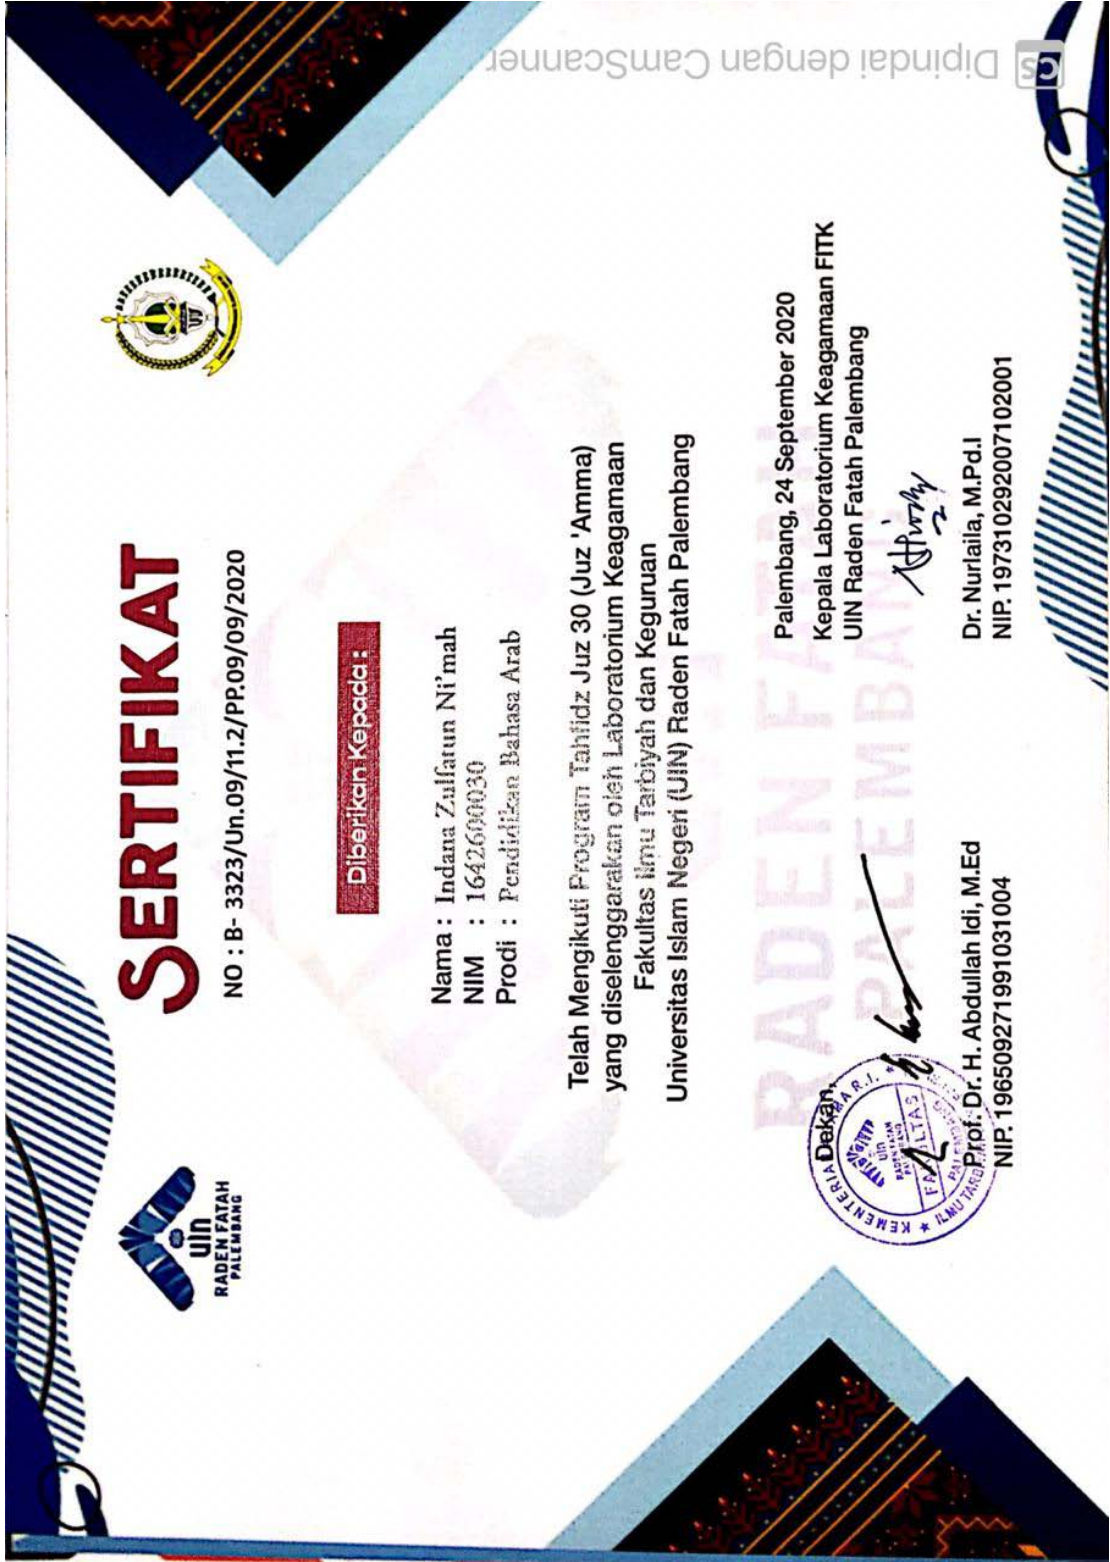 uin
RADEN FATAH
PALEMBANG
SERTIFIKAT
NO : B- 3323/Un.09/11.2/PP.09/09/2020
Diberikan Kepada :
Nama : Indana Zulfatun Ni'mah
NIM : 1642600030
Prodi : Pendidikan Bahasa Arab
Telah Mengikuti Program Tahfidz Juz 30 (Juz 'Amma)
yang diselenggarakan oleh Laboratorium Keagamaan
Fakultas Ilmu Tarbiyah dan Keguruan
Universitas Islam Negeri (UIN) Raden Fatah Palembang
RADEN FATAH
PALEMBANG
Palembang, 24 September 2020
Kepala Laboratorium Keagamaan FITK
UIN Raden Fatah Palembang
Dr. Nurlaila, M.Pd.I
NIP. 197310292007102001
Dekan,
Prof. Dr. H. Abdullah Idi, M.Ed
NIP. 196509271991031004
CS Dipindai dengan CamScanner